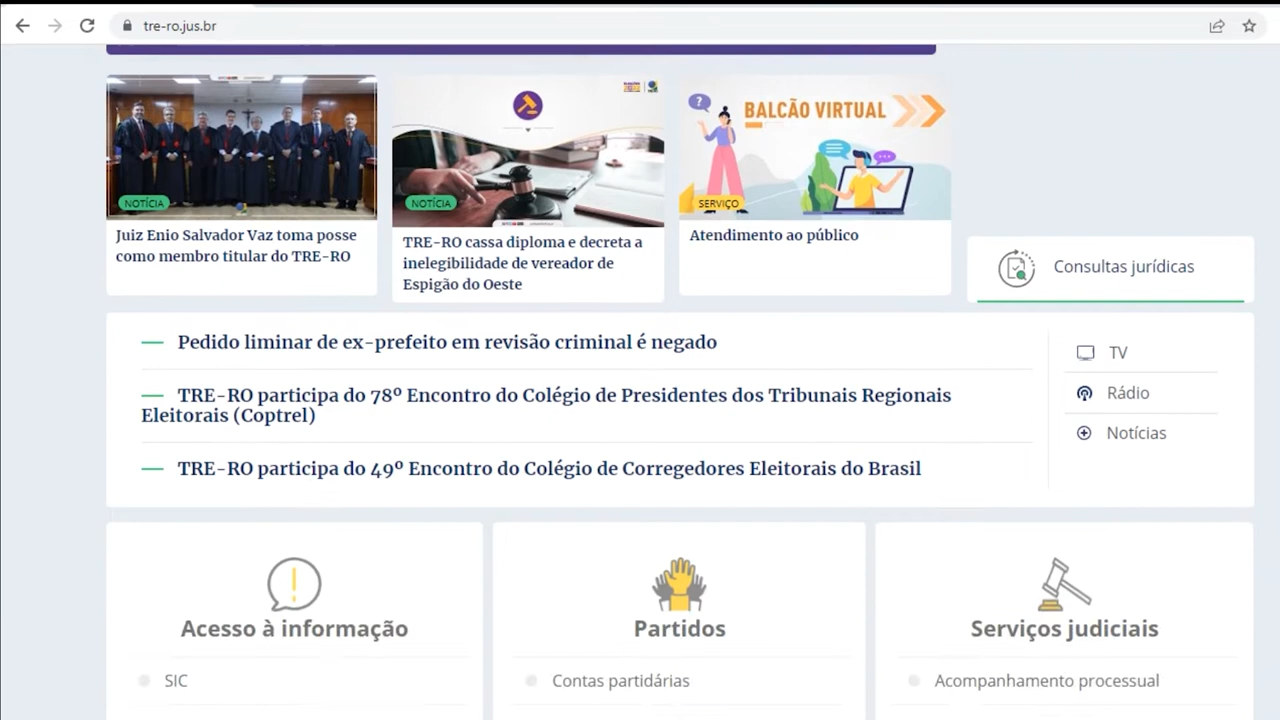 tre-ro.jus.br
NOTÍCIA
Juiz Enio Salvador Vaz toma posse
como membro titular do TRE-RO
NOTÍCIA
TRE-RO cassa diploma e decreta a
inelegibilidade de vereador de
Espigão do Oeste
?
BALCÃO VIRTUAL
SERVIÇO
Atendimento ao público
Consultas jurídicas
Pedido liminar de ex-prefeito em revisão criminal é negado
TRE-RO participa do 78º Encontro do Colégio de Presidentes dos Tribunais Regionais
Eleitorais (Coptrel)
TRE-RO participa do 49º Encontro do Colégio de Corregedores Eleitorais do Brasil
TV
Rádio
Notícias
Acesso à informação
SIC
Partidos
Contas partidárias
Serviços judiciais
Acompanhamento processual